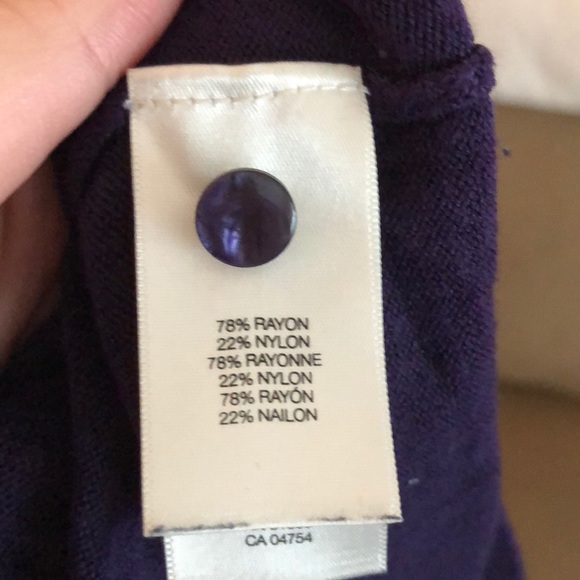 78% RAYON
22% NYLON
78% RAYONNE
22% NYLON
78% RAYÓN
22% NAILON
CA 04754